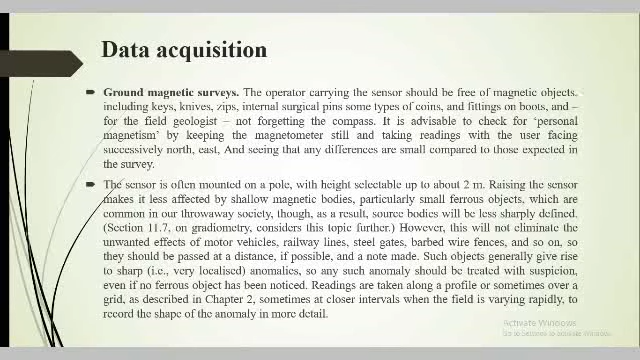 Data acquisition
Ground magnetic surveys. The operator carrying the sensor should be free of magnetic objects.
including keys, knives, zips, internal surgical pins some types of coins, and fittings on boots, and –
for the field geologist – not forgetting the compass. It is advisable to check for ‘personal
magnetism’ by keeping the magnetometer still and taking readings with the user facing
successively north, east, And seeing that any differences are small compared to those expected in
the survey.
The sensor is often mounted on a pole, with height selectable up to about 2 m. Raising the sensor
makes it less affected by shallow magnetic bodies, particularly small ferrous objects, which are
common in our throwaway society, though, as a result, source bodies will be less sharply defined.
(Section 11.7, on gradiometry, considers this topic further.) However, this will not eliminate the
unwanted effects of motor vehicles, railway lines, steel gates, barbed wire fences, and so on, so
they should be passed at a distance, if possible, and a note made. Such objects generally give rise
to sharp (i.e., very localised) anomalies, so any such anomaly should be treated with suspicion,
even if no ferrous object has been noticed. Readings are taken along a profile or sometimes over a
grid, as described in Chapter 2, sometimes at closer intervals when the field is varying rapidly, to
record the shape of the anomaly in more detail.
Activate Windows
Go to Settings to activate Windows.